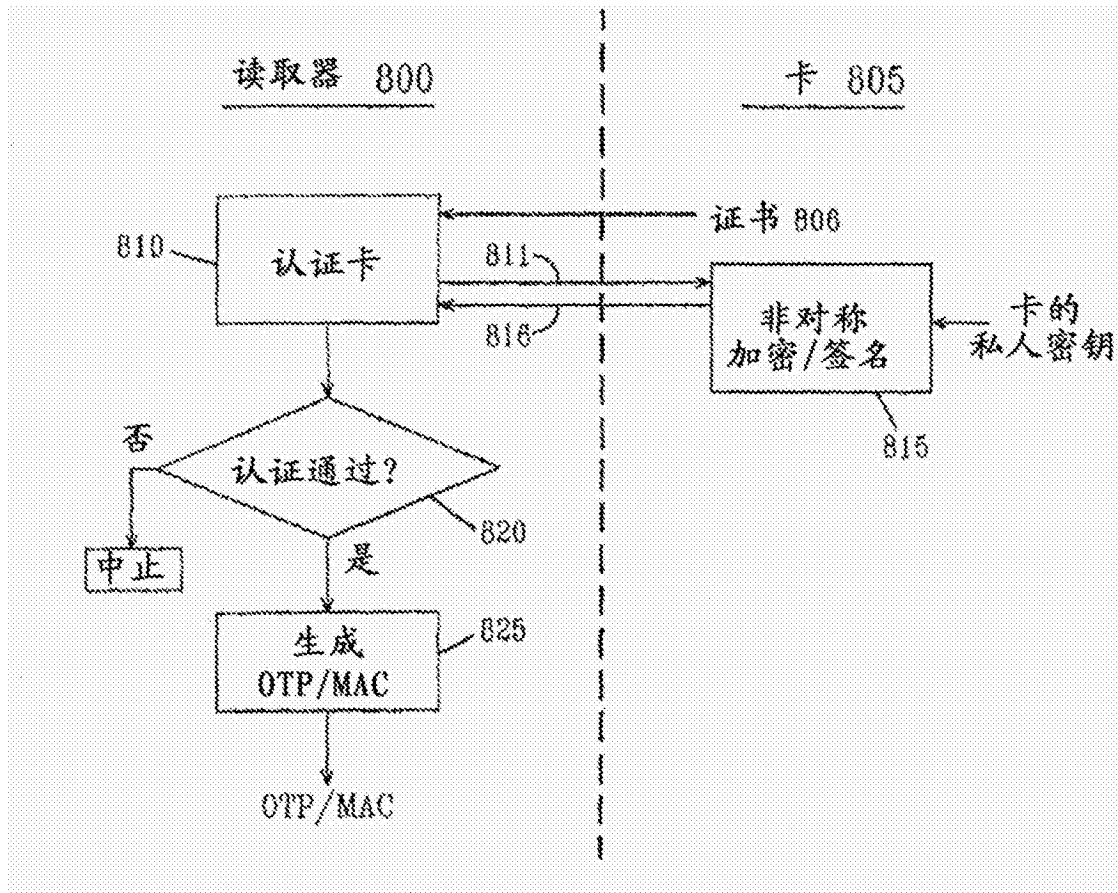 读取器 800
卡 805
证书 806
810
认证卡
811
816
非对称
加密/签名
卡的
私人密钥
815
否
认证通过?
820
中止
是
生成
OTP/MAC
825
OTP/MAC